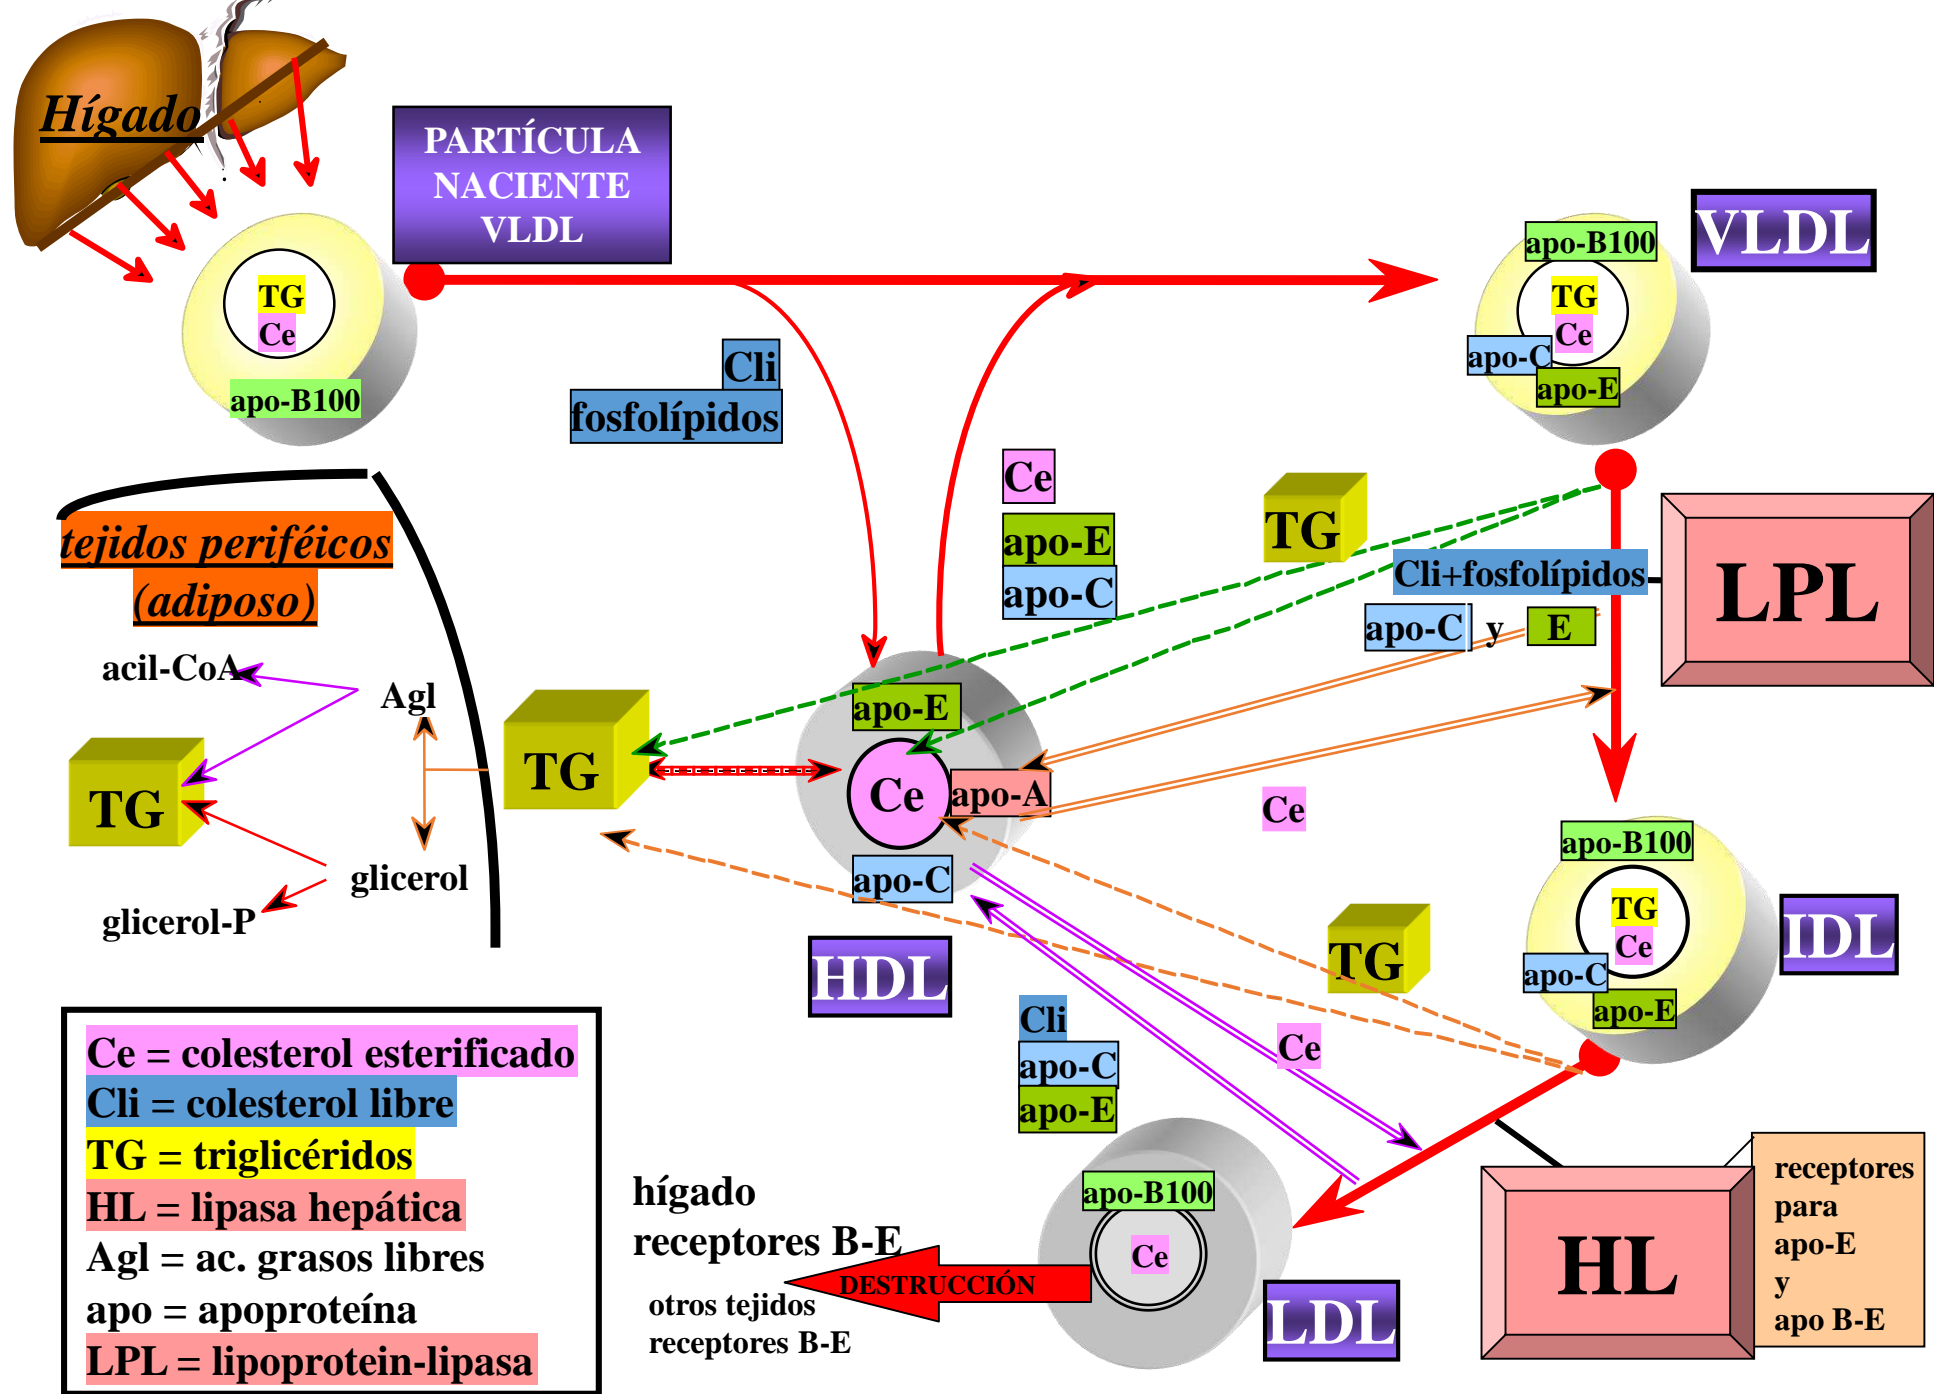 Hígado
PARTÍCULA
NACIENTE
VLDL
TG
Ce
apo-B100
VLDL
apo-B100
TG
Ce
apo-C
apo-E
Cli
fosfolípidos
Ce
apo-E
apo-C
TG
Cli+fosfolípidos
apo-C y E
LPL
tejidos periféicos
(adiposo)
acil-CoA
Agl
TG
glicerol
glicerol-P
TG
apo-E
Ce
apo-A
apo-C
HDL
Ce
apo-B100
TG
Ce
apo-C
apo-E
IDL
TG
Cli
apo-C
apo-E
Ce
Ce = colesterol esterificado
Cli = colesterol libre
TG = triglicéridos
HL = lipasa hepática
Agl = ac. grasos libres
apo = apoproteína
LPL = lipoprotein-lipasa
hígado
receptores B-E
DESTRUCCIÓN
otros tejidos
receptores B-E
apo-B100
Ce
LDL
HL
receptores
para
apo-E
y
apo B-E